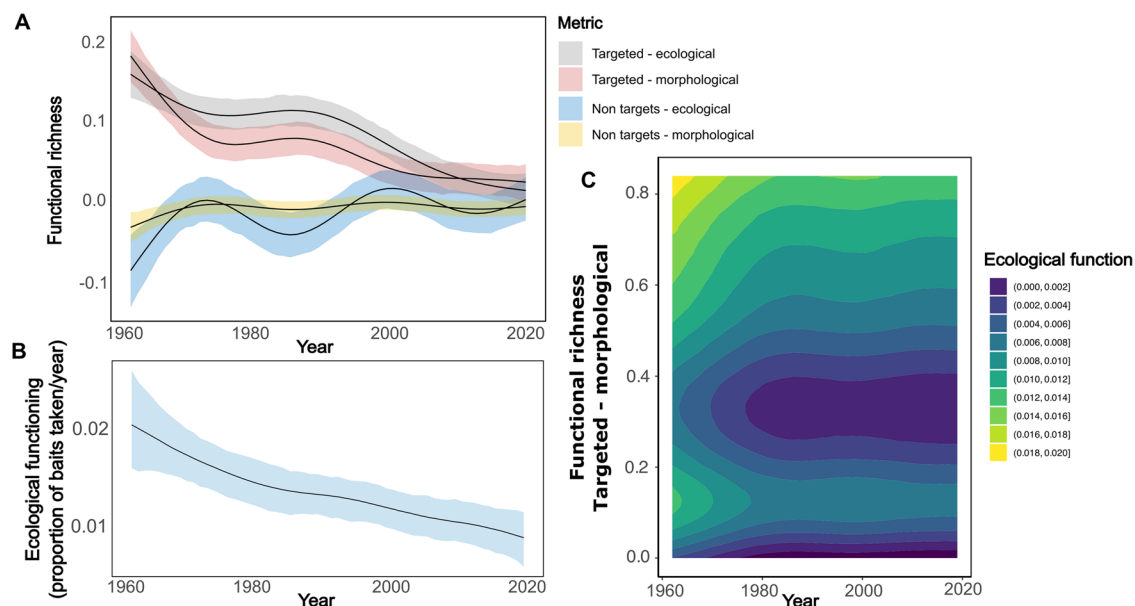 A
Functional richness
0.2
0.1
0.0
-0.1
1960
1980
2000
2020
Year
Metric
Targeted - ecological
Targeted - morphological
Non targets - ecological
Non targets - morphological
B
Ecological functioning
(proportion of baits taken/year)
0.02
0.01
1960
1980
2000
2020
Year
C
Functional richness
Targeted - morphological
0.8
0.6
0.4
0.2
0.0
1960
1980
2000
2020
Year
Ecological function
(0.000, 0.002]
(0.002, 0.004]
(0.004, 0.006]
(0.006, 0.008]
(0.008, 0.010]
(0.010, 0.012]
(0.012, 0.014]
(0.014, 0.016]
(0.016, 0.018]
(0.018, 0.020]